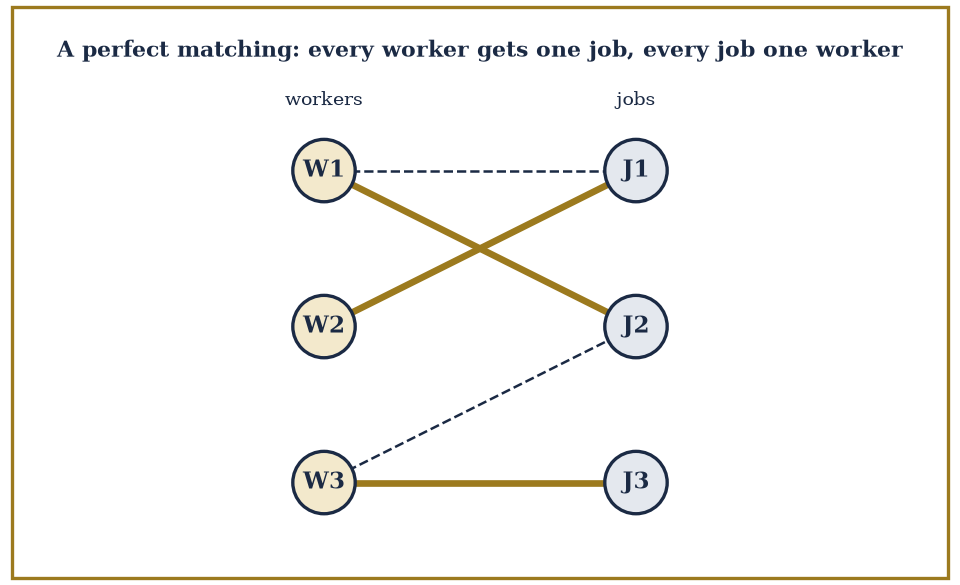 A perfect matching: every worker gets one job, every job one worker
workers jobs
W1 J1
W2 J2
W3 J3